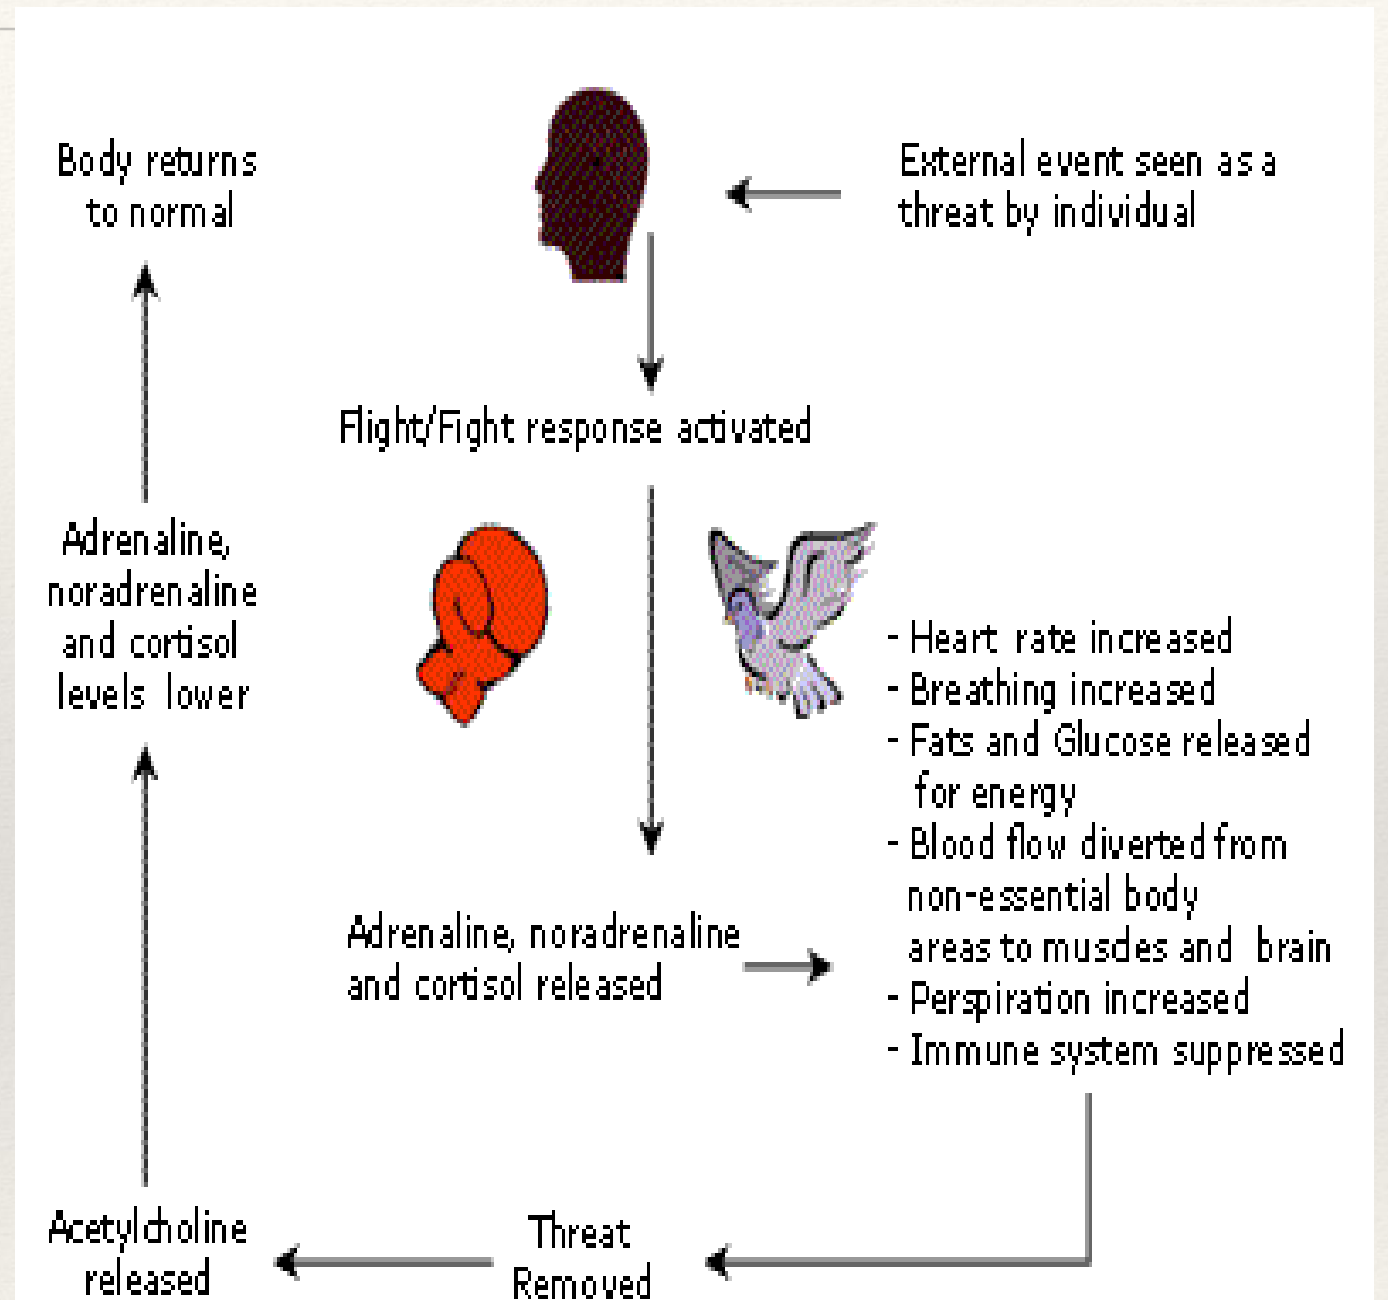 External event seen as a
threat by individual
Flight/Fight response activated
Adrenaline, noradrenaline
and cortisol released
- Heart rate increased
- Breathing increased
- Fats and Glucose released
for energy
- Blood flow diverted from
non-essential body
areas to muscles and brain
- Perspiration increased
- Immune system suppressed
Threat
Removed
Acetylcholine
released
Adrenaline,
noradrenaline
and cortisol
levels lower
Body returns
to normal